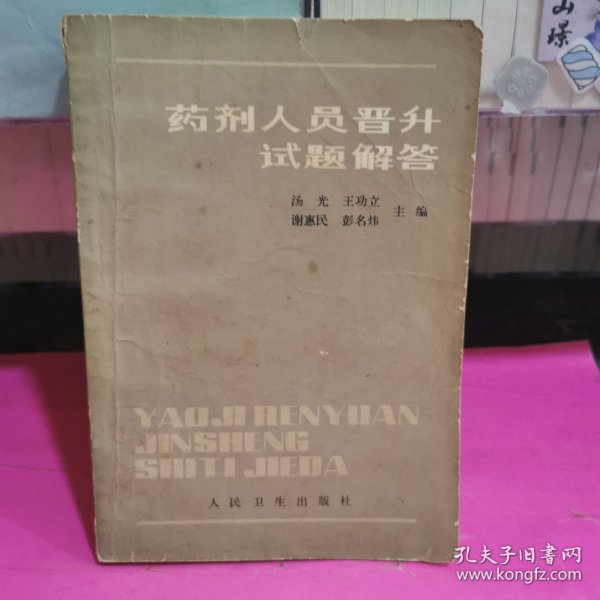 药剂人员晋升
试题解答
汤光 王功立
谢惠民 彭名炜 主编
YAOJI RENYUAN
JINSHENG
SHITI JIEDA
人民卫生出版社
山
璟
孔夫子旧书网
www.kongfz.com